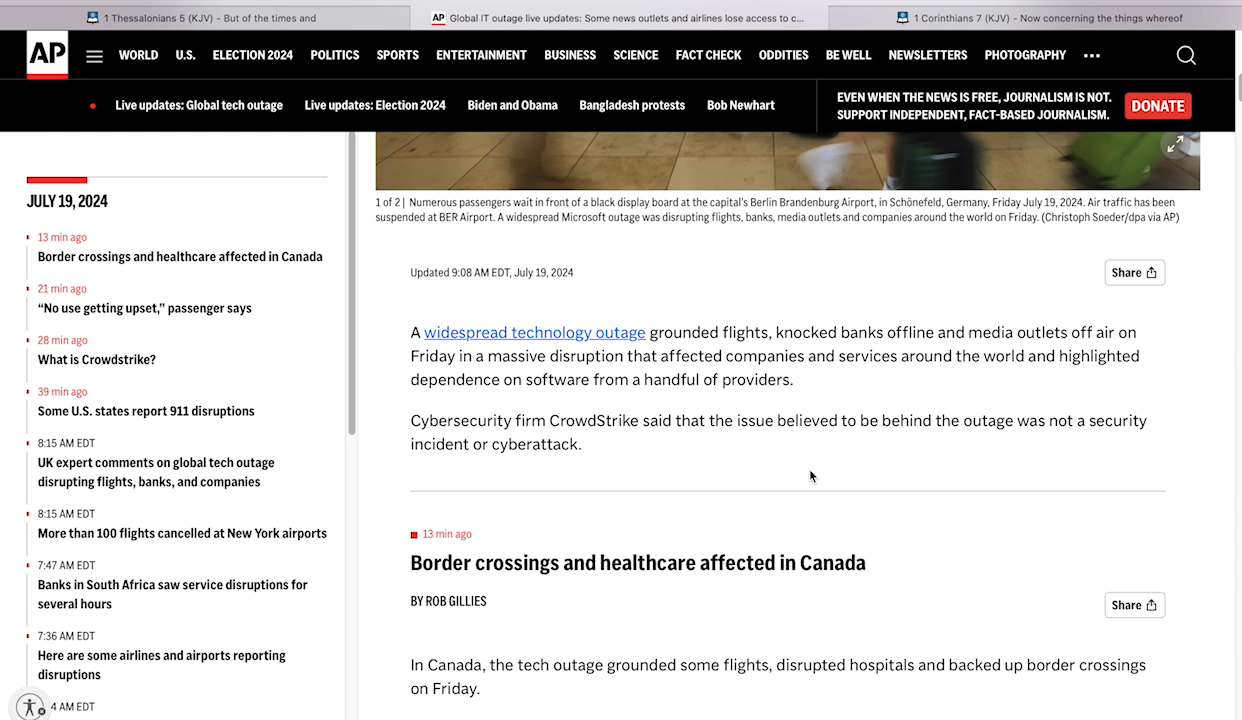 1 Thessalonians 5 (KJV) - But of the times and
AP Global IT outage live updates: Some news outlets and airlines lose access to c...
1 Corinthians 7 (KJV) - Now concerning the things whereof
AP
WORLD U.S. ELECTION 2024 POLITICS SPORTS ENTERTAINMENT BUSINESS SCIENCE FACT CHECK ODDITIES BE WELL NEWSLETTERS PHOTOGRAPHY ...
Live updates: Global tech outage Live updates: Election 2024 Biden and Obama Bangladesh protests Bob Newhart
EVEN WHEN THE NEWS IS FREE, JOURNALISM IS NOT.
SUPPORT INDEPENDENT, FACT-BASED JOURNALISM.
DONATE
JULY 19, 2024
13 min ago
Border crossings and healthcare affected in Canada
21 min ago
“No use getting upset,” passenger says
28 min ago
What is Crowdstrike?
39 min ago
Some U.S. states report 911 disruptions
8:15 AM EDT
UK expert comments on global tech outage
disrupting flights, banks, and companies
8:15 AM EDT
More than 100 flights cancelled at New York airports
7:47 AM EDT
Banks in South Africa saw service disruptions for
several hours
7:36 AM EDT
Here are some airlines and airports reporting
disruptions
4 AM EDT
1 of 2 | Numerous passengers wait in front of a black display board at the capital's Berlin Brandenburg Airport, in Schönefeld, Germany, Friday July 19, 2024. Air traffic has been
suspended at BER Airport. A widespread Microsoft outage was disrupting flights, banks, media outlets and companies around the world on Friday. (Christoph Soeder/dpa via AP)
Updated 9:08 AM EDT, July 19, 2024
Share
A widespread technology outage grounded flights, knocked banks offline and media outlets off air on
Friday in a massive disruption that affected companies and services around the world and highlighted
dependence on software from a handful of providers.
Cybersecurity firm CrowdStrike said that the issue believed to be behind the outage was not a security
incident or cyberattack.
13 min ago
Border crossings and healthcare affected in Canada
BY ROB GILLIES
Share
In Canada, the tech outage grounded some flights, disrupted hospitals and backed up border crossings
on Friday.